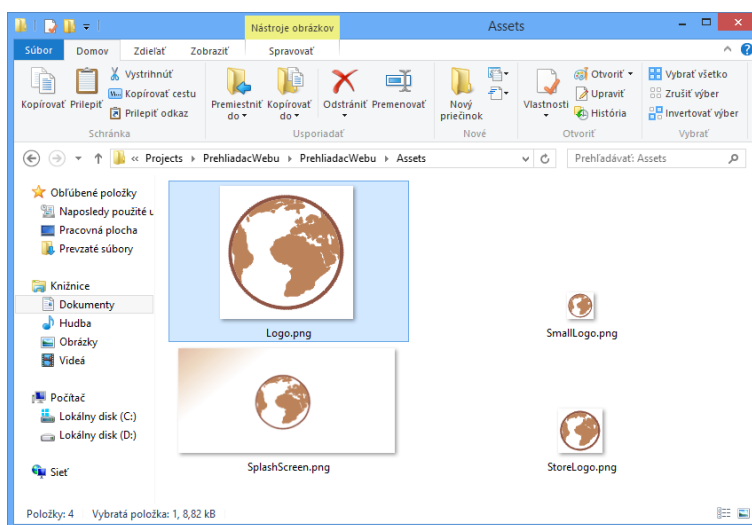 Nástroje obrázkov
Assets
Súbor
Domov
Zdieľať
Zobraziť
Spravovať
Kopírovať
Prilepiť
Vystrihnúť
Kopírovať cestu
Prilepiť odkaz
Schránka
Premiestniť do
Kopírovať do
Odstrániť
Premenovať
Usporiadať
Nový priečinok
Nové
Vlastnosti
Otvoriť
Upraviť
História
Otvoriť
Vybrať všetko
Zrušiť výber
Invertovať výber
Vybrať
« Projects PrehliadacWebu PrehliadacWebu Assets
Prehľadávať: Assets
Obľúbené položky
Naposledy použité u
Pracovná plocha
Prevzaté súbory
Knižnice
Dokumenty
Hudba
Obrázky
Videá
Počítač
Lokálny disk (C:)
Lokálny disk (D:)
Sieť
Logo.png
SmallLogo.png
SplashScreen.png
StoreLogo.png
Položky: 4 Vybratá položka: 1, 8,82 kB